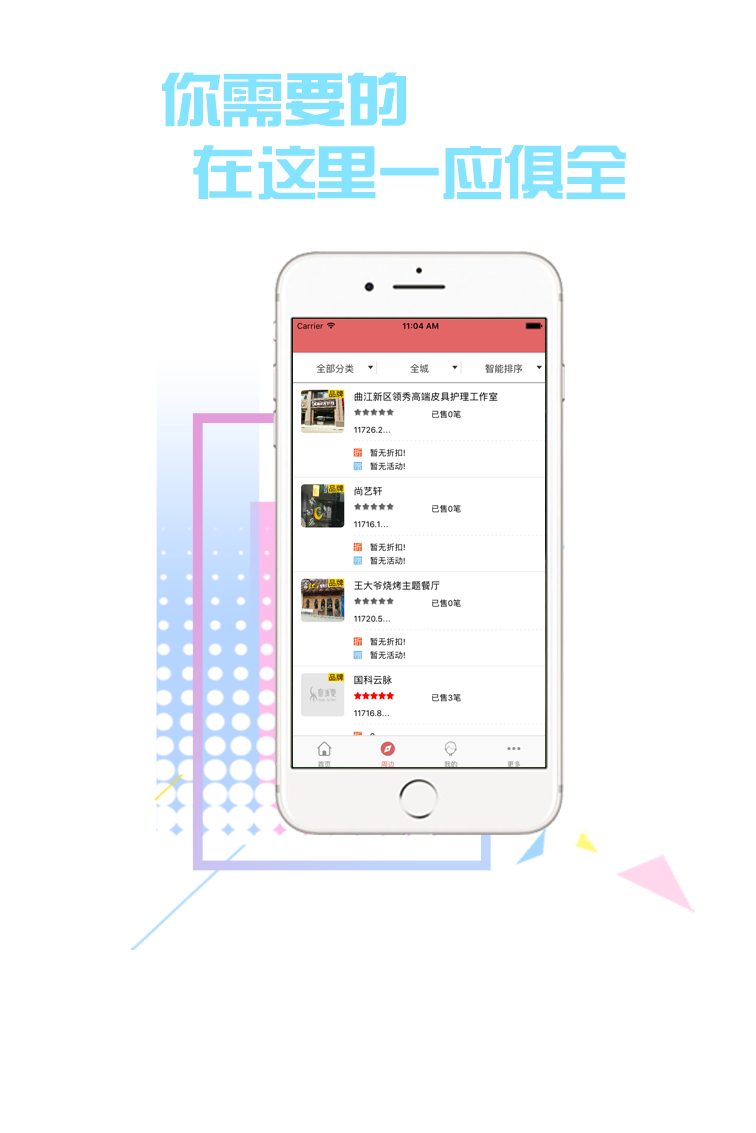 你需要的
在这里一应俱全
Carrier 11:04 AM
全部分类 全城 智能排序
品牌
曲江新区领秀高端皮具护理工作室
已售0笔
11726.2...
折 暂无折扣!
暂无活动!
品牌
尚艺轩
已售0笔
11716.1...
折 暂无折扣!
暂无活动!
品牌
王大爷烧烤主题餐厅
已售0笔
11720.5...
折 暂无折扣!
暂无活动!
品牌
国科云脉
已售3笔
11716.8...
首页 周边 我的 更多